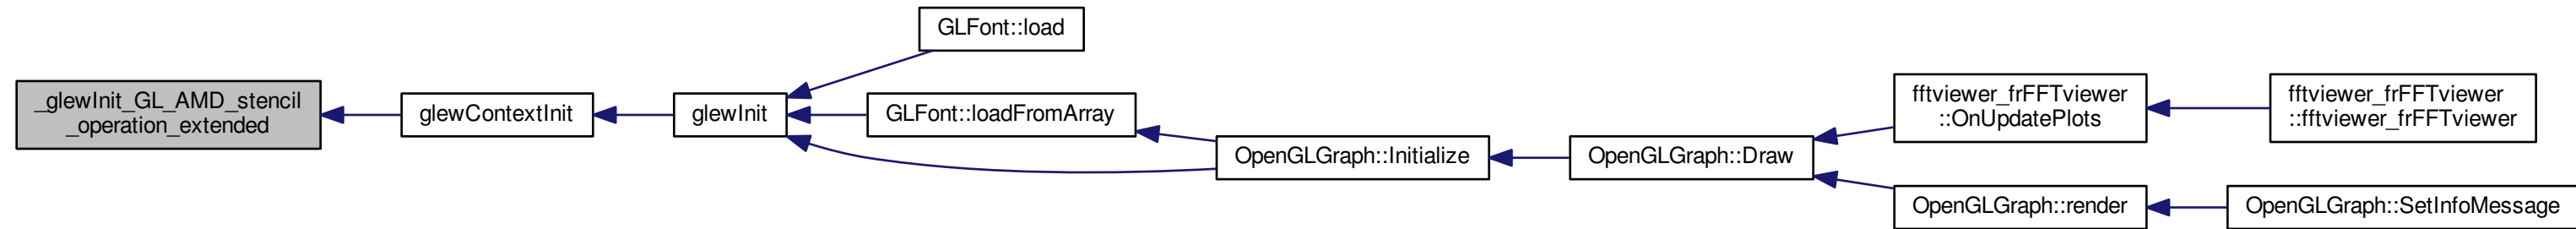 GLFont::load
_glewInit_GL_AMD_stencil
_operation_extended
glewContextInit
glewInit
GLFont::loadFromArray
OpenGLGraph::Initialize
OpenGLGraph::Draw
fftviewer_frFFTviewer
::OnUpdatePlots
fftviewer_frFFTviewer
::fftviewer_frFFTviewer
OpenGLGraph::render
OpenGLGraph::SetInfoMessage